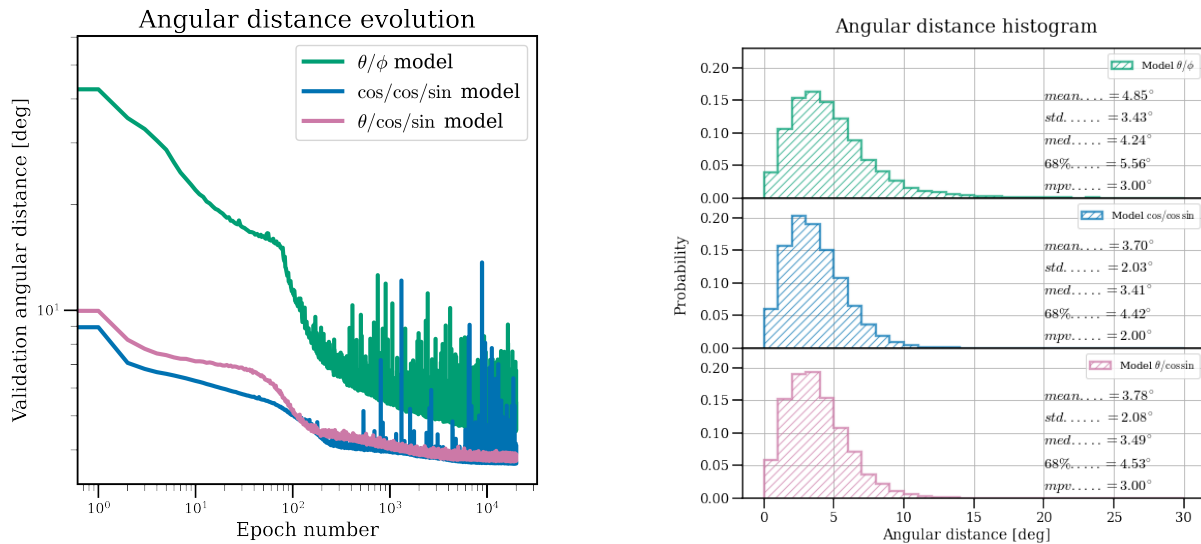 Angular distance evolution
Validation angular distance [deg]
10¹
θ/ϕ model
cos/cos/sin model
θ/cos/sin model
10⁰ 10¹ 10² 10³ 10⁴
Epoch number
Angular distance histogram
Probability
0.20
0.15
0.10
0.05
0.00
Model θ/ϕ
mean.... = 4.85°
std...... = 3.43°
med..... = 4.24°
68%..... = 5.56°
mpv..... = 3.00°
0.20
0.15
0.10
0.05
0.00
Model cos/cos sin
mean.... = 3.70°
std...... = 2.03°
med..... = 3.41°
68%..... = 4.42°
mpv..... = 2.00°
0.20
0.15
0.10
0.05
0.00
Model θ/cossin
mean.... = 3.78°
std...... = 2.08°
med..... = 3.49°
68%..... = 4.53°
mpv..... = 3.00°
0 5 10 15 20 25 30
Angular distance [deg]